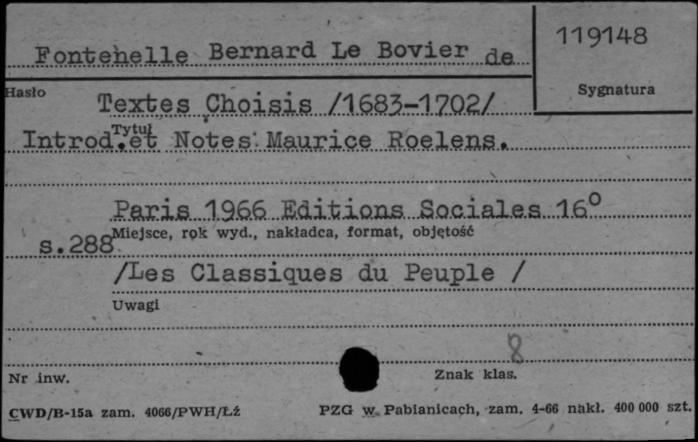 Fontenelle Bernard Le Bovier de
119148
Hasło
Sygnatura
Textes Choisis /1683-1702/
Tytuł
Introd. et Notes: Maurice Roelens.
Paris 1966 Editions Sociales 16°
Miejsce, rok wyd., nakładca, format, objętość
s.288
/Les Classiques du Peuple /
Uwagi
8
Nr inw.
Znak klas.
CWD/B-15a zam. 4066/PWH/Łź
PZG w Pabianicach, zam. 4-66 nakł. 400 000 szt.